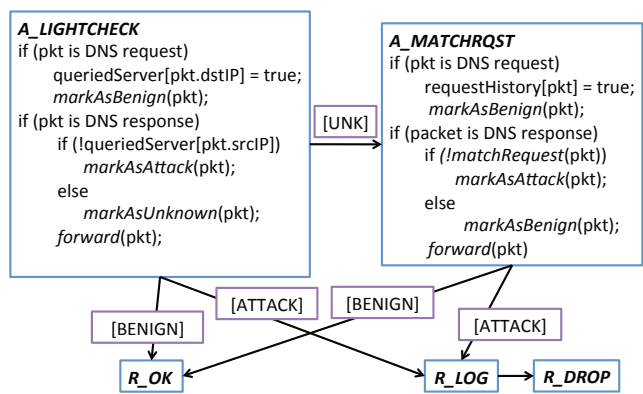 A_LIGHTCHECK
if (pkt is DNS request)
queriedServer[pkt.dstIP] = true;
markAsBenign(pkt);
if (pkt is DNS response)
if (!queriedServer[pkt.srcIP])
markAsAttack(pkt);
else
markAsUnknown(pkt);
forward(pkt);
[UNK]
A_MATCHRQST
if (pkt is DNS request)
requestHistory[pkt] = true;
markAsBenign(pkt);
if (packet is DNS response)
if (!matchRequest(pkt))
markAsAttack(pkt);
else
markAsBenign(pkt);
forward(pkt)
[BENIGN]
[ATTACK]
[BENIGN]
[ATTACK]
R_OK
R_LOG
R_DROP